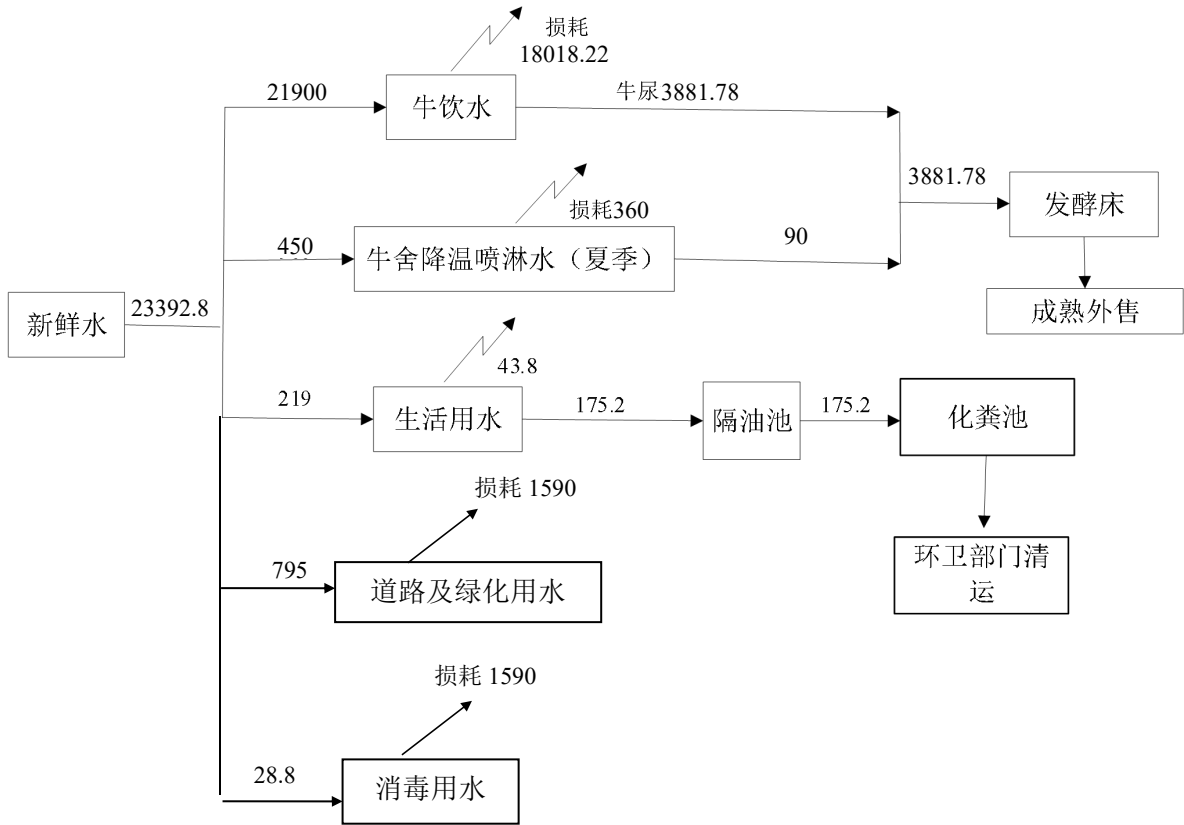 损耗
18018.22
21900
牛饮水
牛尿3881.78
损耗360
3881.78
发酵床
450
牛舍降温喷淋水（夏季）
90
新鲜水
23392.8
成熟外售
43.8
219
生活用水
175.2
隔油池
175.2
化粪池
损耗 1590
795
道路及绿化用水
环卫部门清
运
损耗 1590
28.8
消毒用水